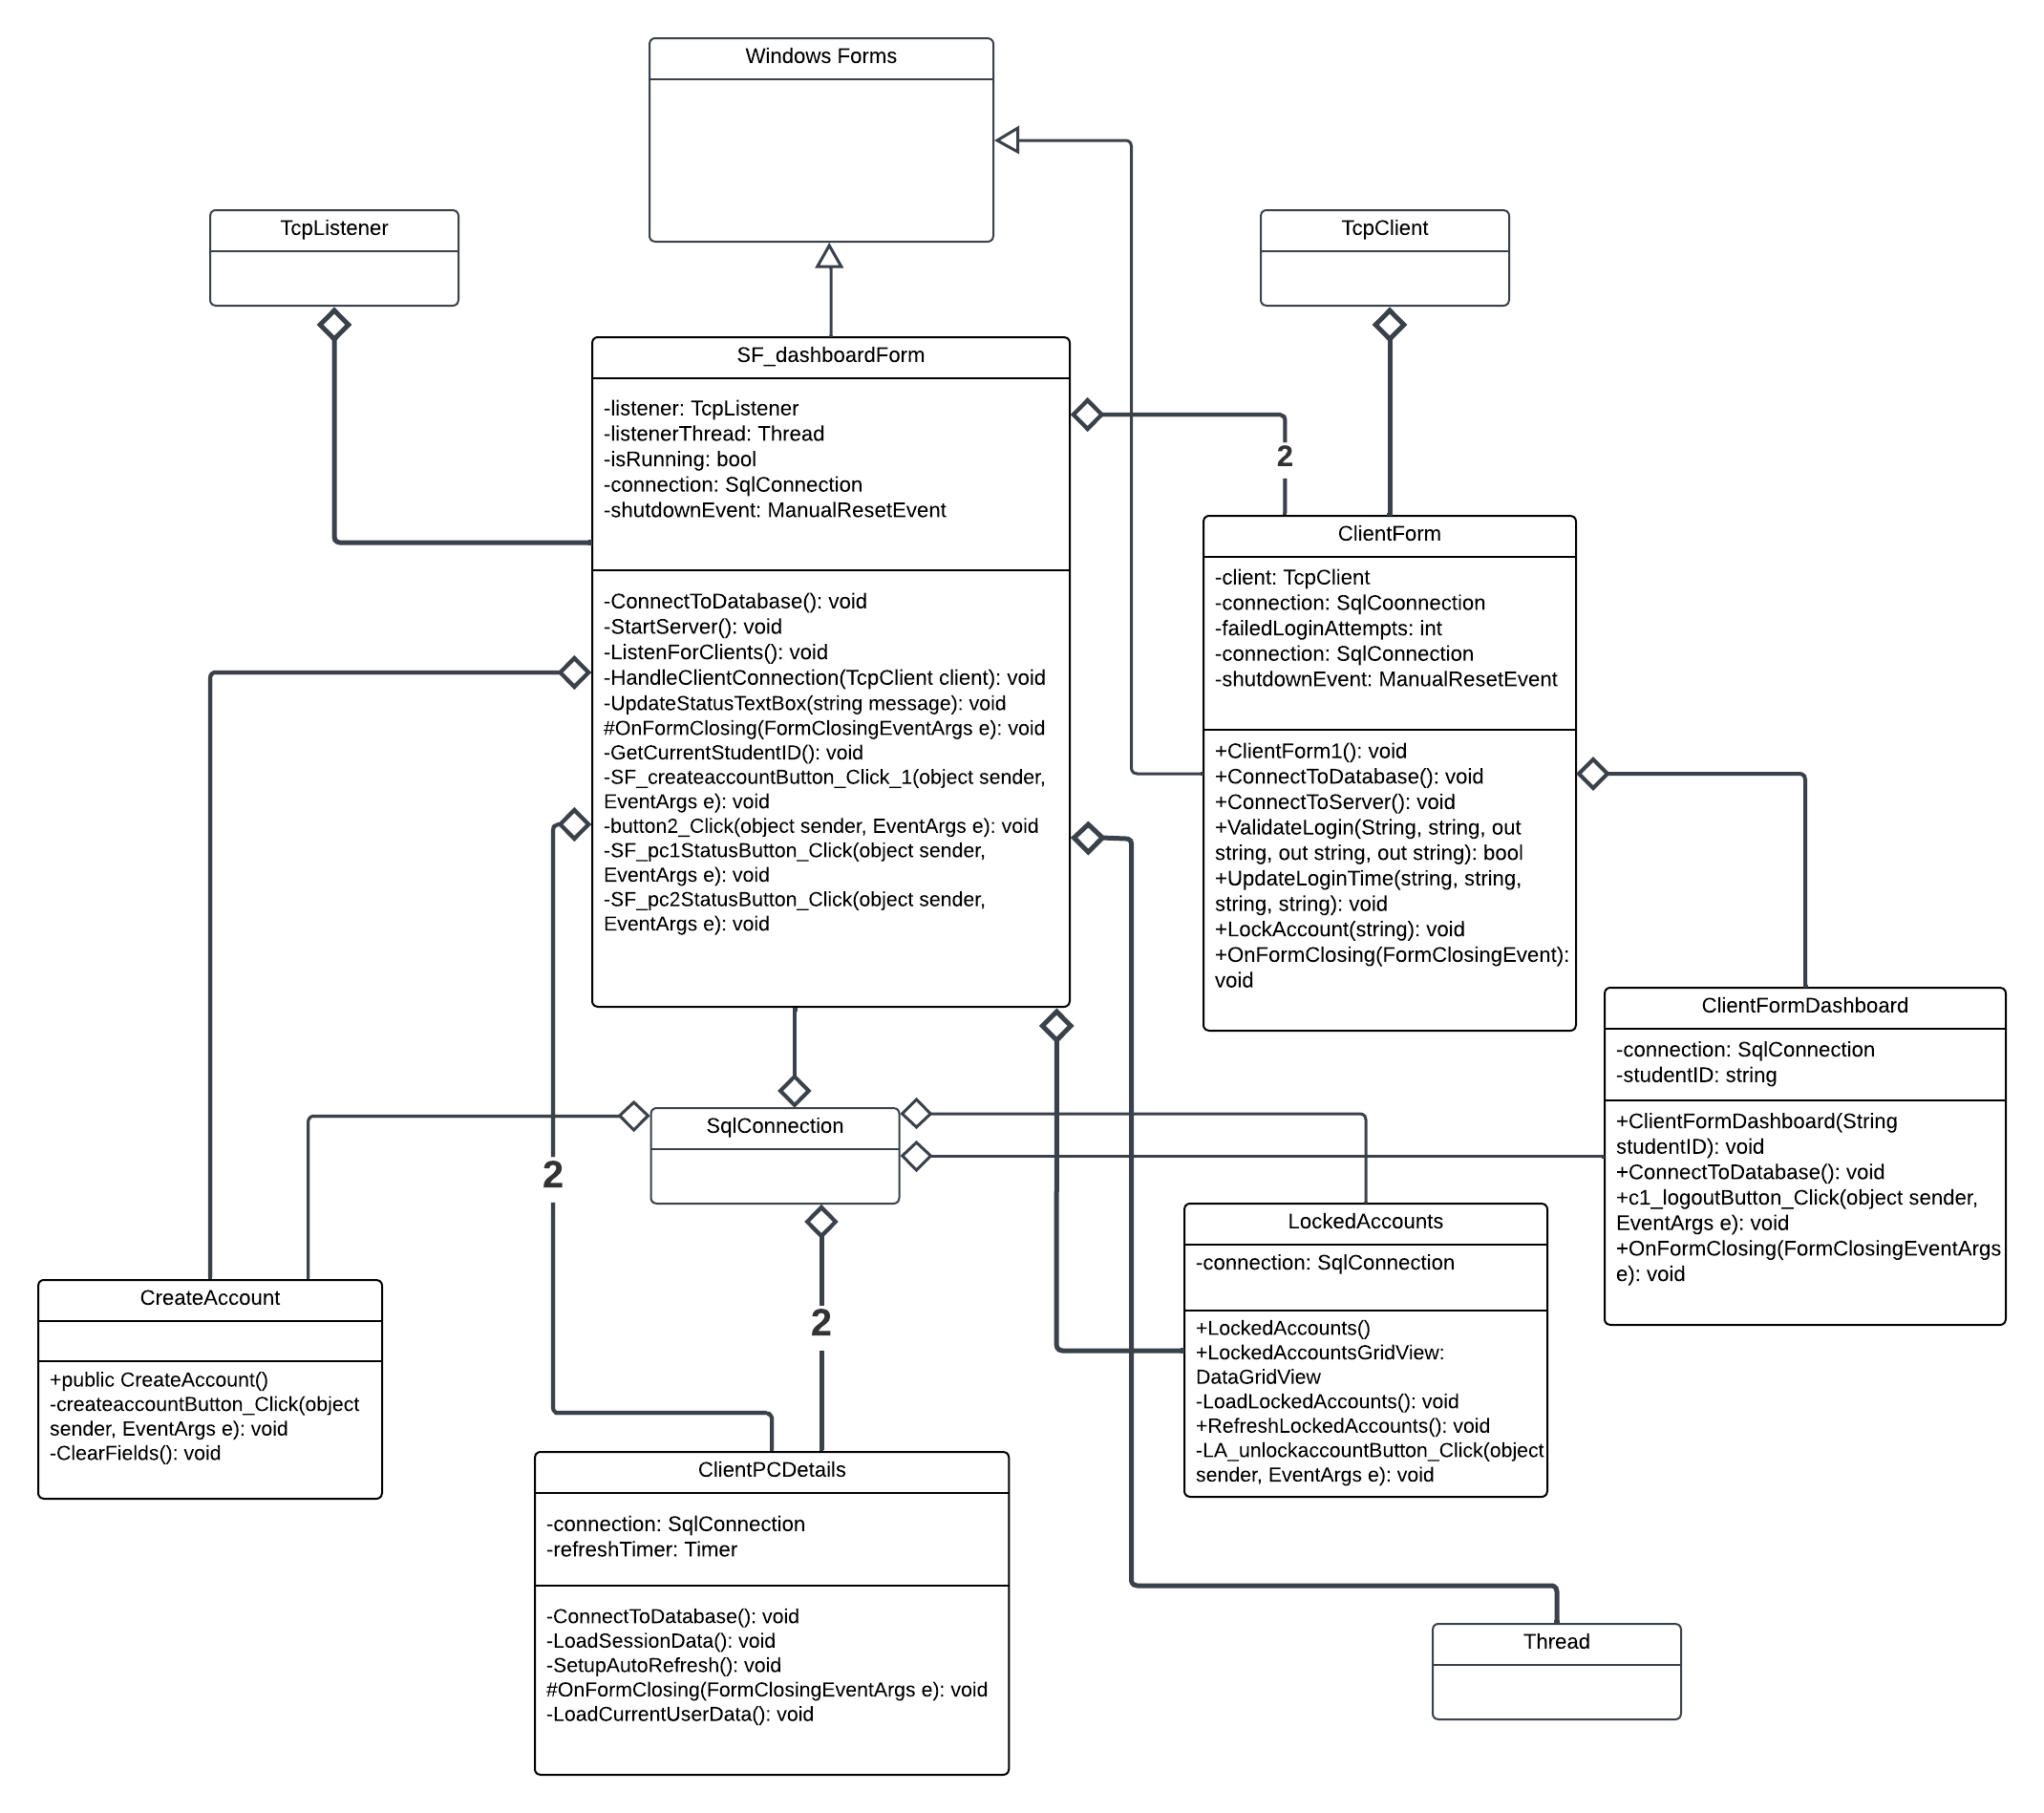 Windows Forms
TcpListener
TcpClient
SF_dashboardForm
-listener: TcpListener
-listenerThread: Thread
-isRunning: bool
-connection: SqlConnection
-shutdownEvent: ManualResetEvent
-ConnectToDatabase(): void
-StartServer(): void
-ListenForClients(): void
-HandleClientConnection(TcpClient client): void
-UpdateStatusTextBox(string message): void
#OnFormClosing(FormClosingEventArgs e): void
-GetCurrentStudentID(): void
-SF_createaccountButton_Click_1(object sender,
EventArgs e): void
-button2_Click(object sender, EventArgs e): void
-SF_pc1StatusButton_Click(object sender,
EventArgs e): void
-SF_pc2StatusButton_Click(object sender,
EventArgs e): void
2
ClientForm
-client: TcpClient
-connection: SqlCoonnection
-failedLoginAttempts: int
-connection: SqlConnection
-shutdownEvent: ManualResetEvent
+ClientForm1(): void
+ConnectToDatabase(): void
+ConnectToServer(): void
+ValidateLogin(String, string, out
string, out string, out string): bool
+UpdateLoginTime(string, string,
string, string): void
+LockAccount(string): void
+OnFormClosing(FormClosingEvent):
void
ClientFormDashboard
-connection: SqlConnection
-studentID: string
+ClientFormDashboard(String
studentID): void
+ConnectToDatabase(): void
+c1_logoutButton_Click(object sender,
EventArgs e): void
+OnFormClosing(FormClosingEventArgs
e): void
SqlConnection
2
2
LockedAccounts
-connection: SqlConnection
+LockedAccounts()
+LockedAccountsGridView:
DataGridView
-LoadLockedAccounts(): void
+RefreshLockedAccounts(): void
-LA_unlockaccountButton_Click(object
sender, EventArgs e): void
CreateAccount
+public CreateAccount()
-createaccountButton_Click(object
sender, EventArgs e): void
-ClearFields(): void
ClientPCDetails
-connection: SqlConnection
-refreshTimer: Timer
-ConnectToDatabase(): void
-LoadSessionData(): void
-SetupAutoRefresh(): void
#OnFormClosing(FormClosingEventArgs e): void
-LoadCurrentUserData(): void
Thread